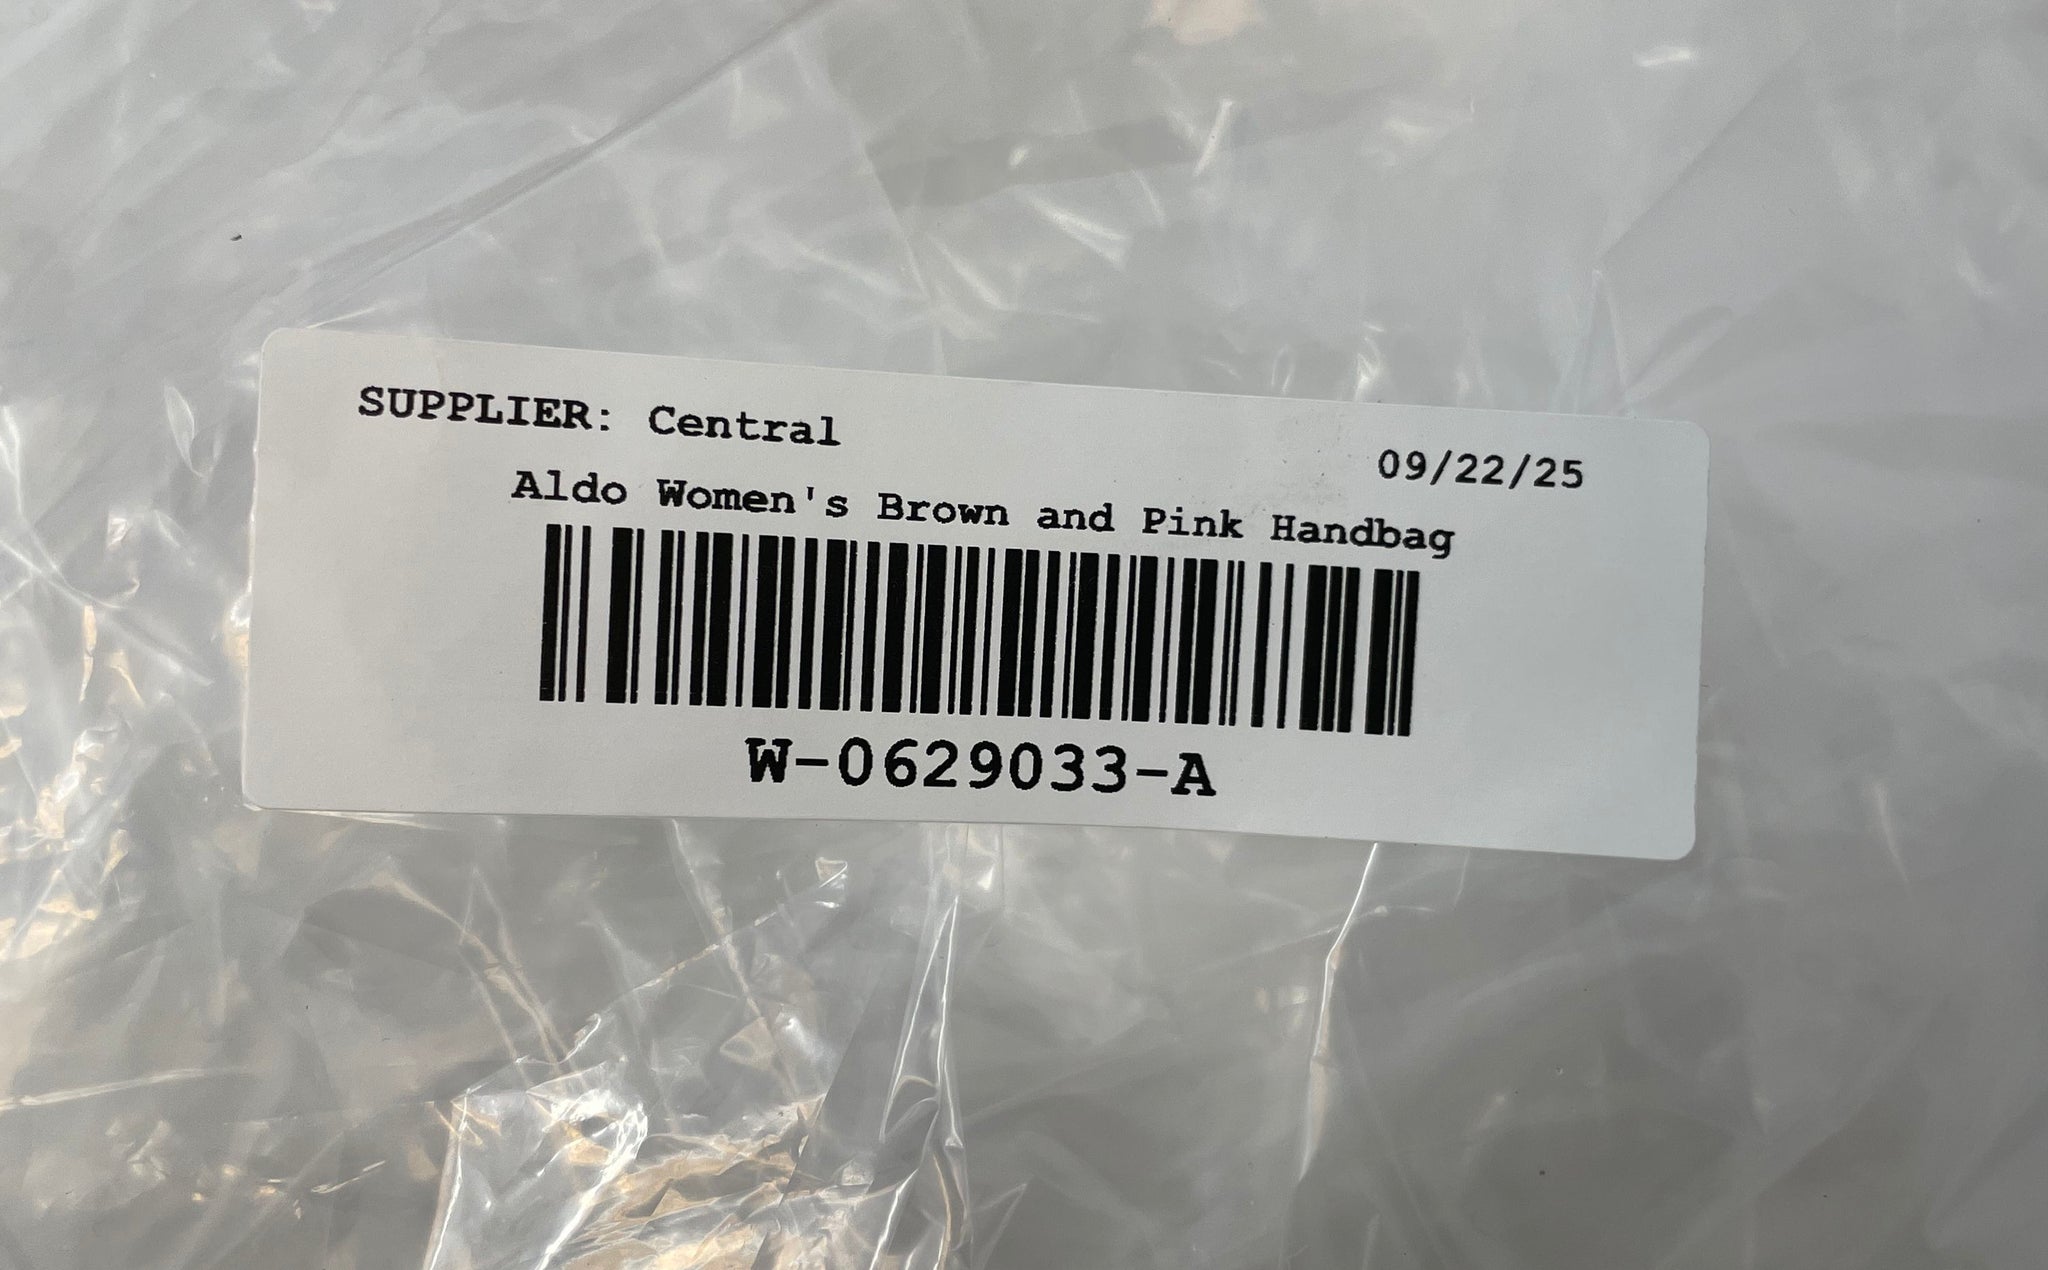 SUPPLIER: Central
09/22/25
Aldo Women's Brown and Pink Handbag
W-0629033-A